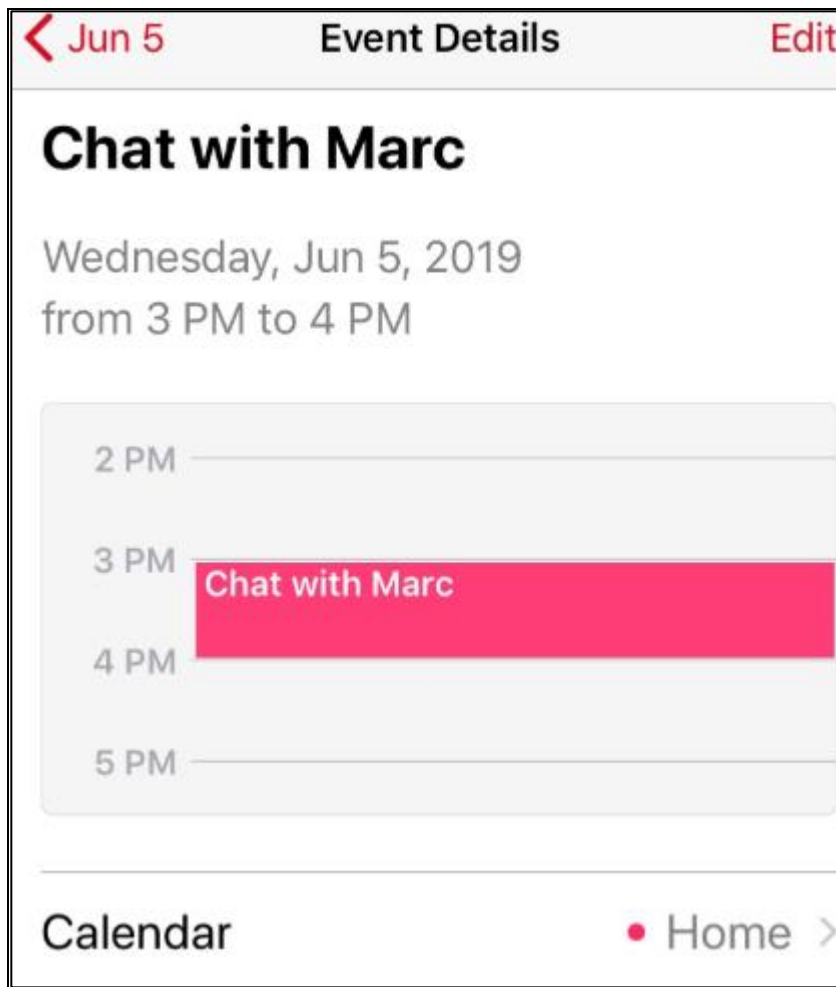 Jun 5 Event Details Edit
Chat with Marc
Wednesday, Jun 5, 2019
from 3 PM to 4 PM
2 PM
3 PM
Chat with Marc
4 PM
5 PM
Calendar Home